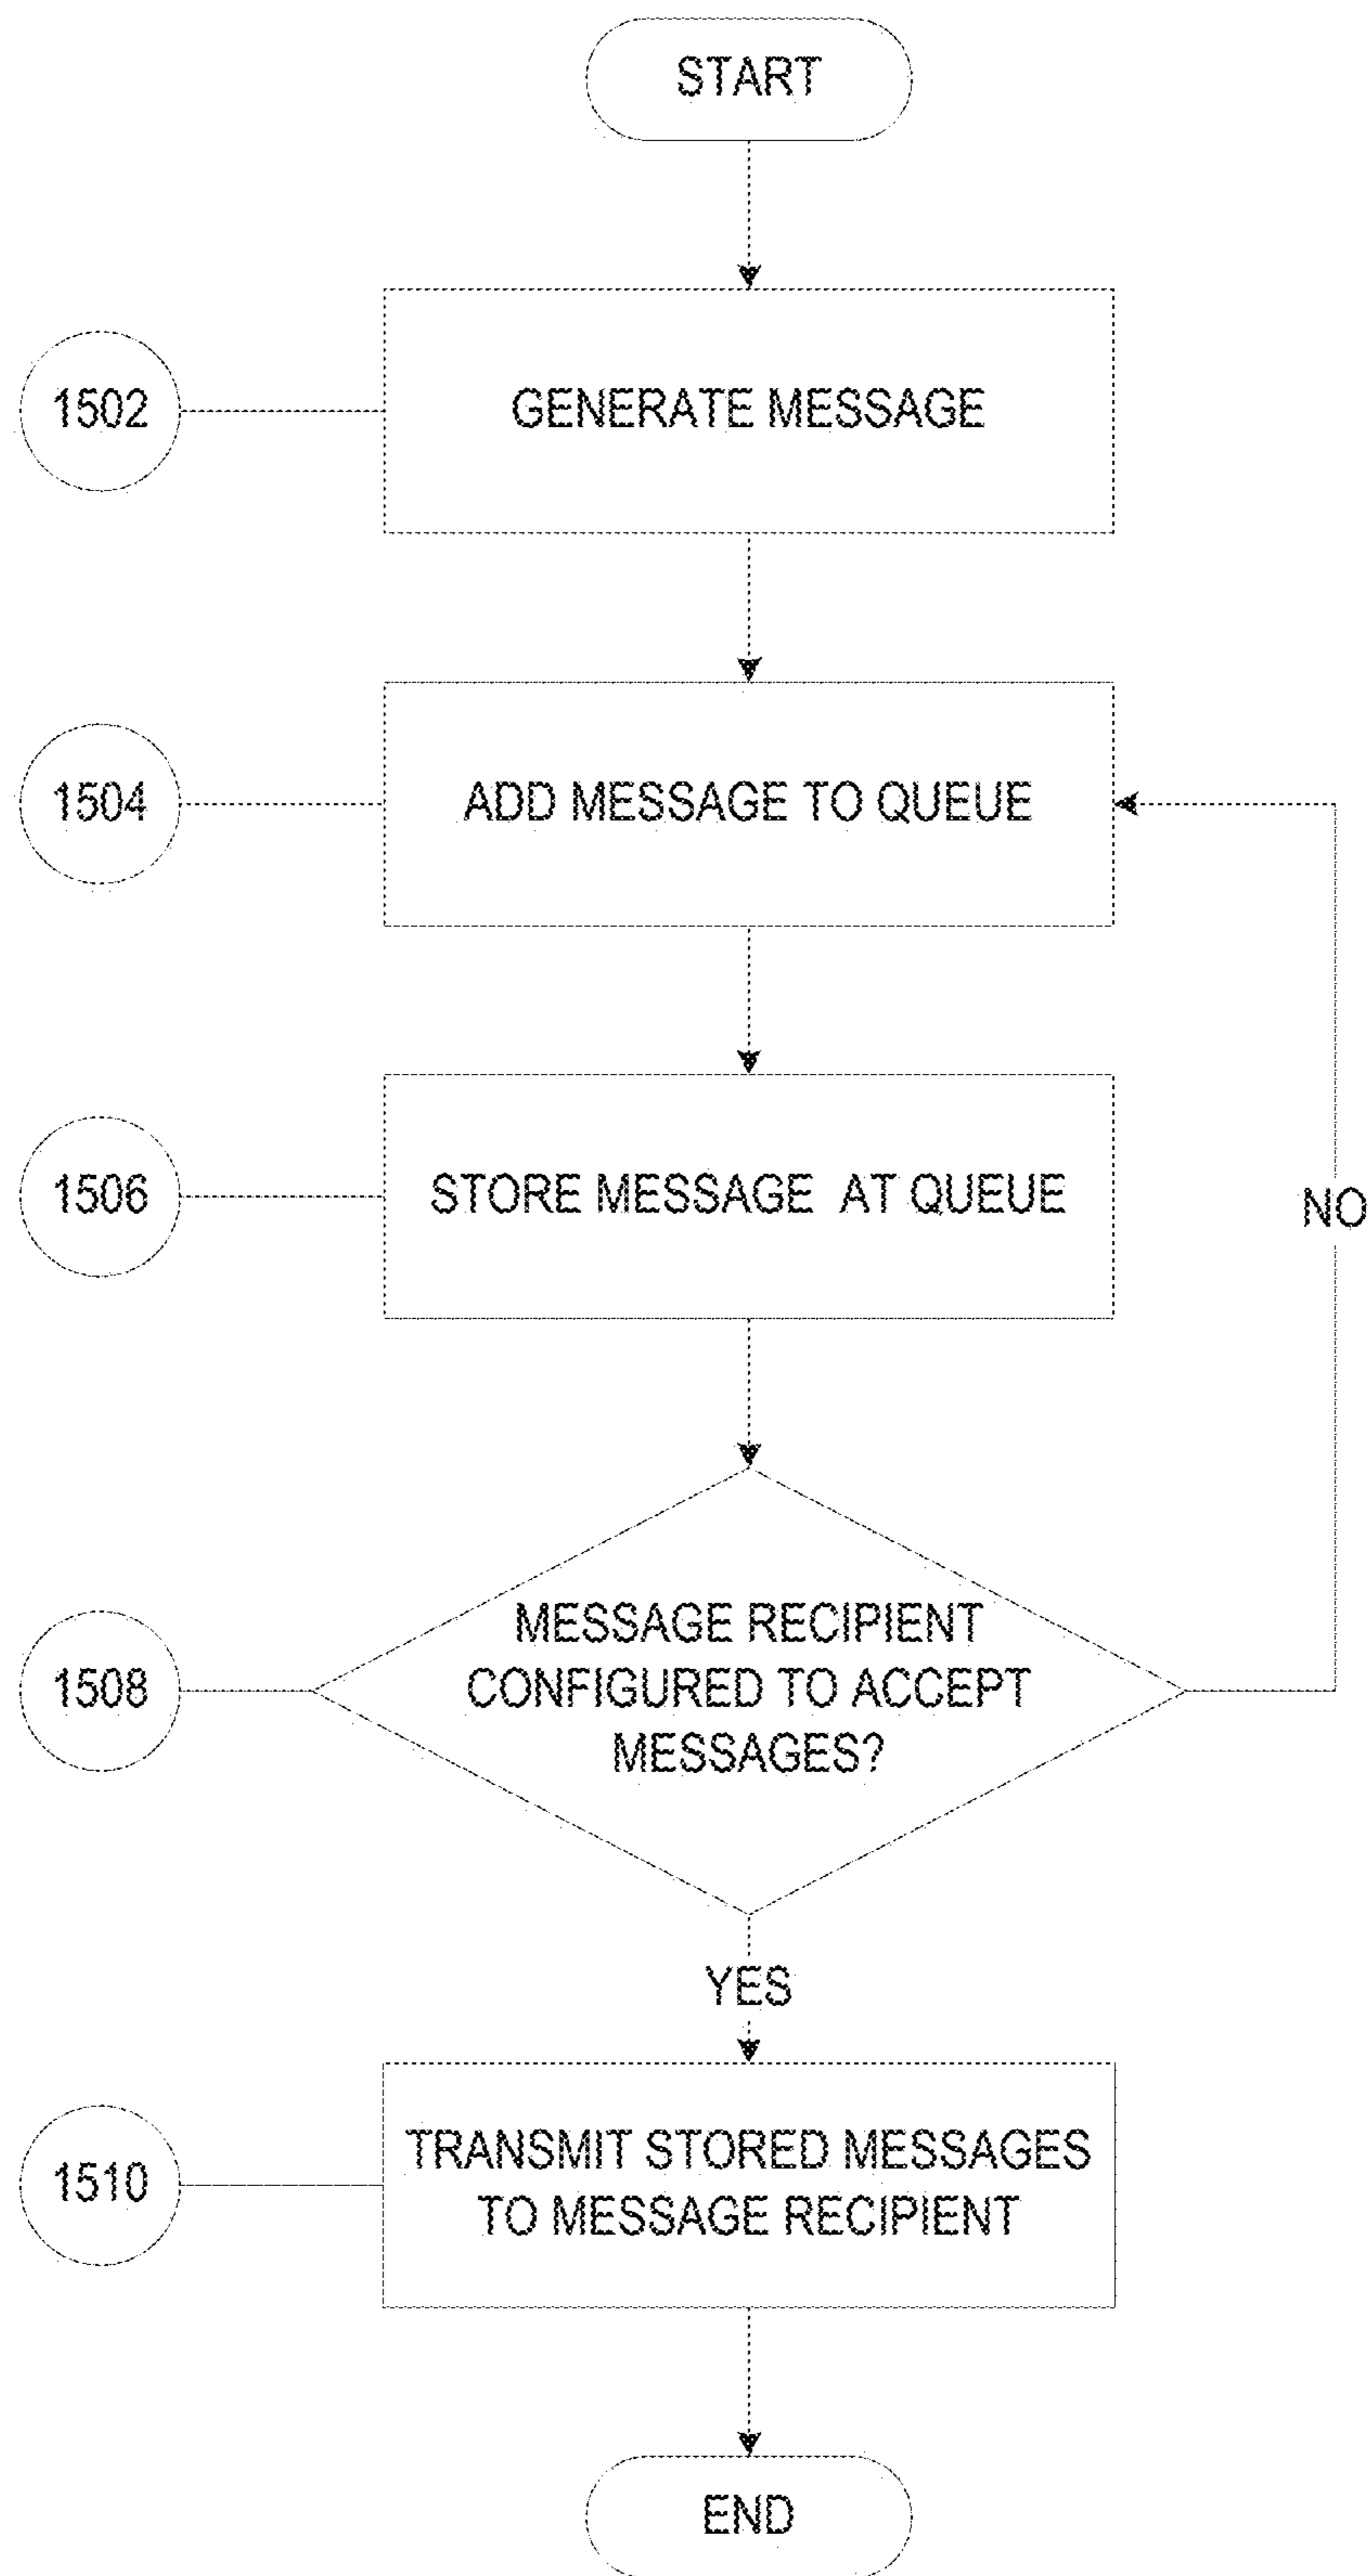 START
1502
GENERATE MESSAGE
1504
ADD MESSAGE TO QUEUE
1506
STORE MESSAGE AT QUEUE
NO
1508
MESSAGE RECIPIENT
CONFIGURED TO ACCEPT
MESSAGES?
YES
1510
TRANSMIT STORED MESSAGES
TO MESSAGE RECIPIENT
END